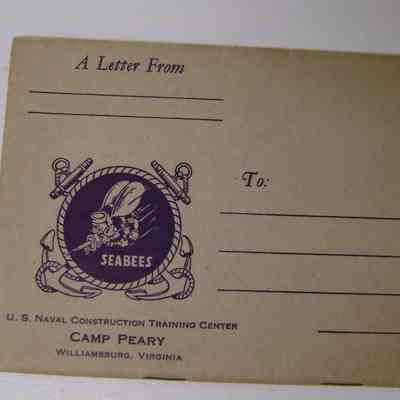 A Letter From
To:
SEABEES
U. S. NAVAL CONSTRUCTION TRAINING CENTER
CAMP PEARY
WILLIAMSBURG, VIRGINIA